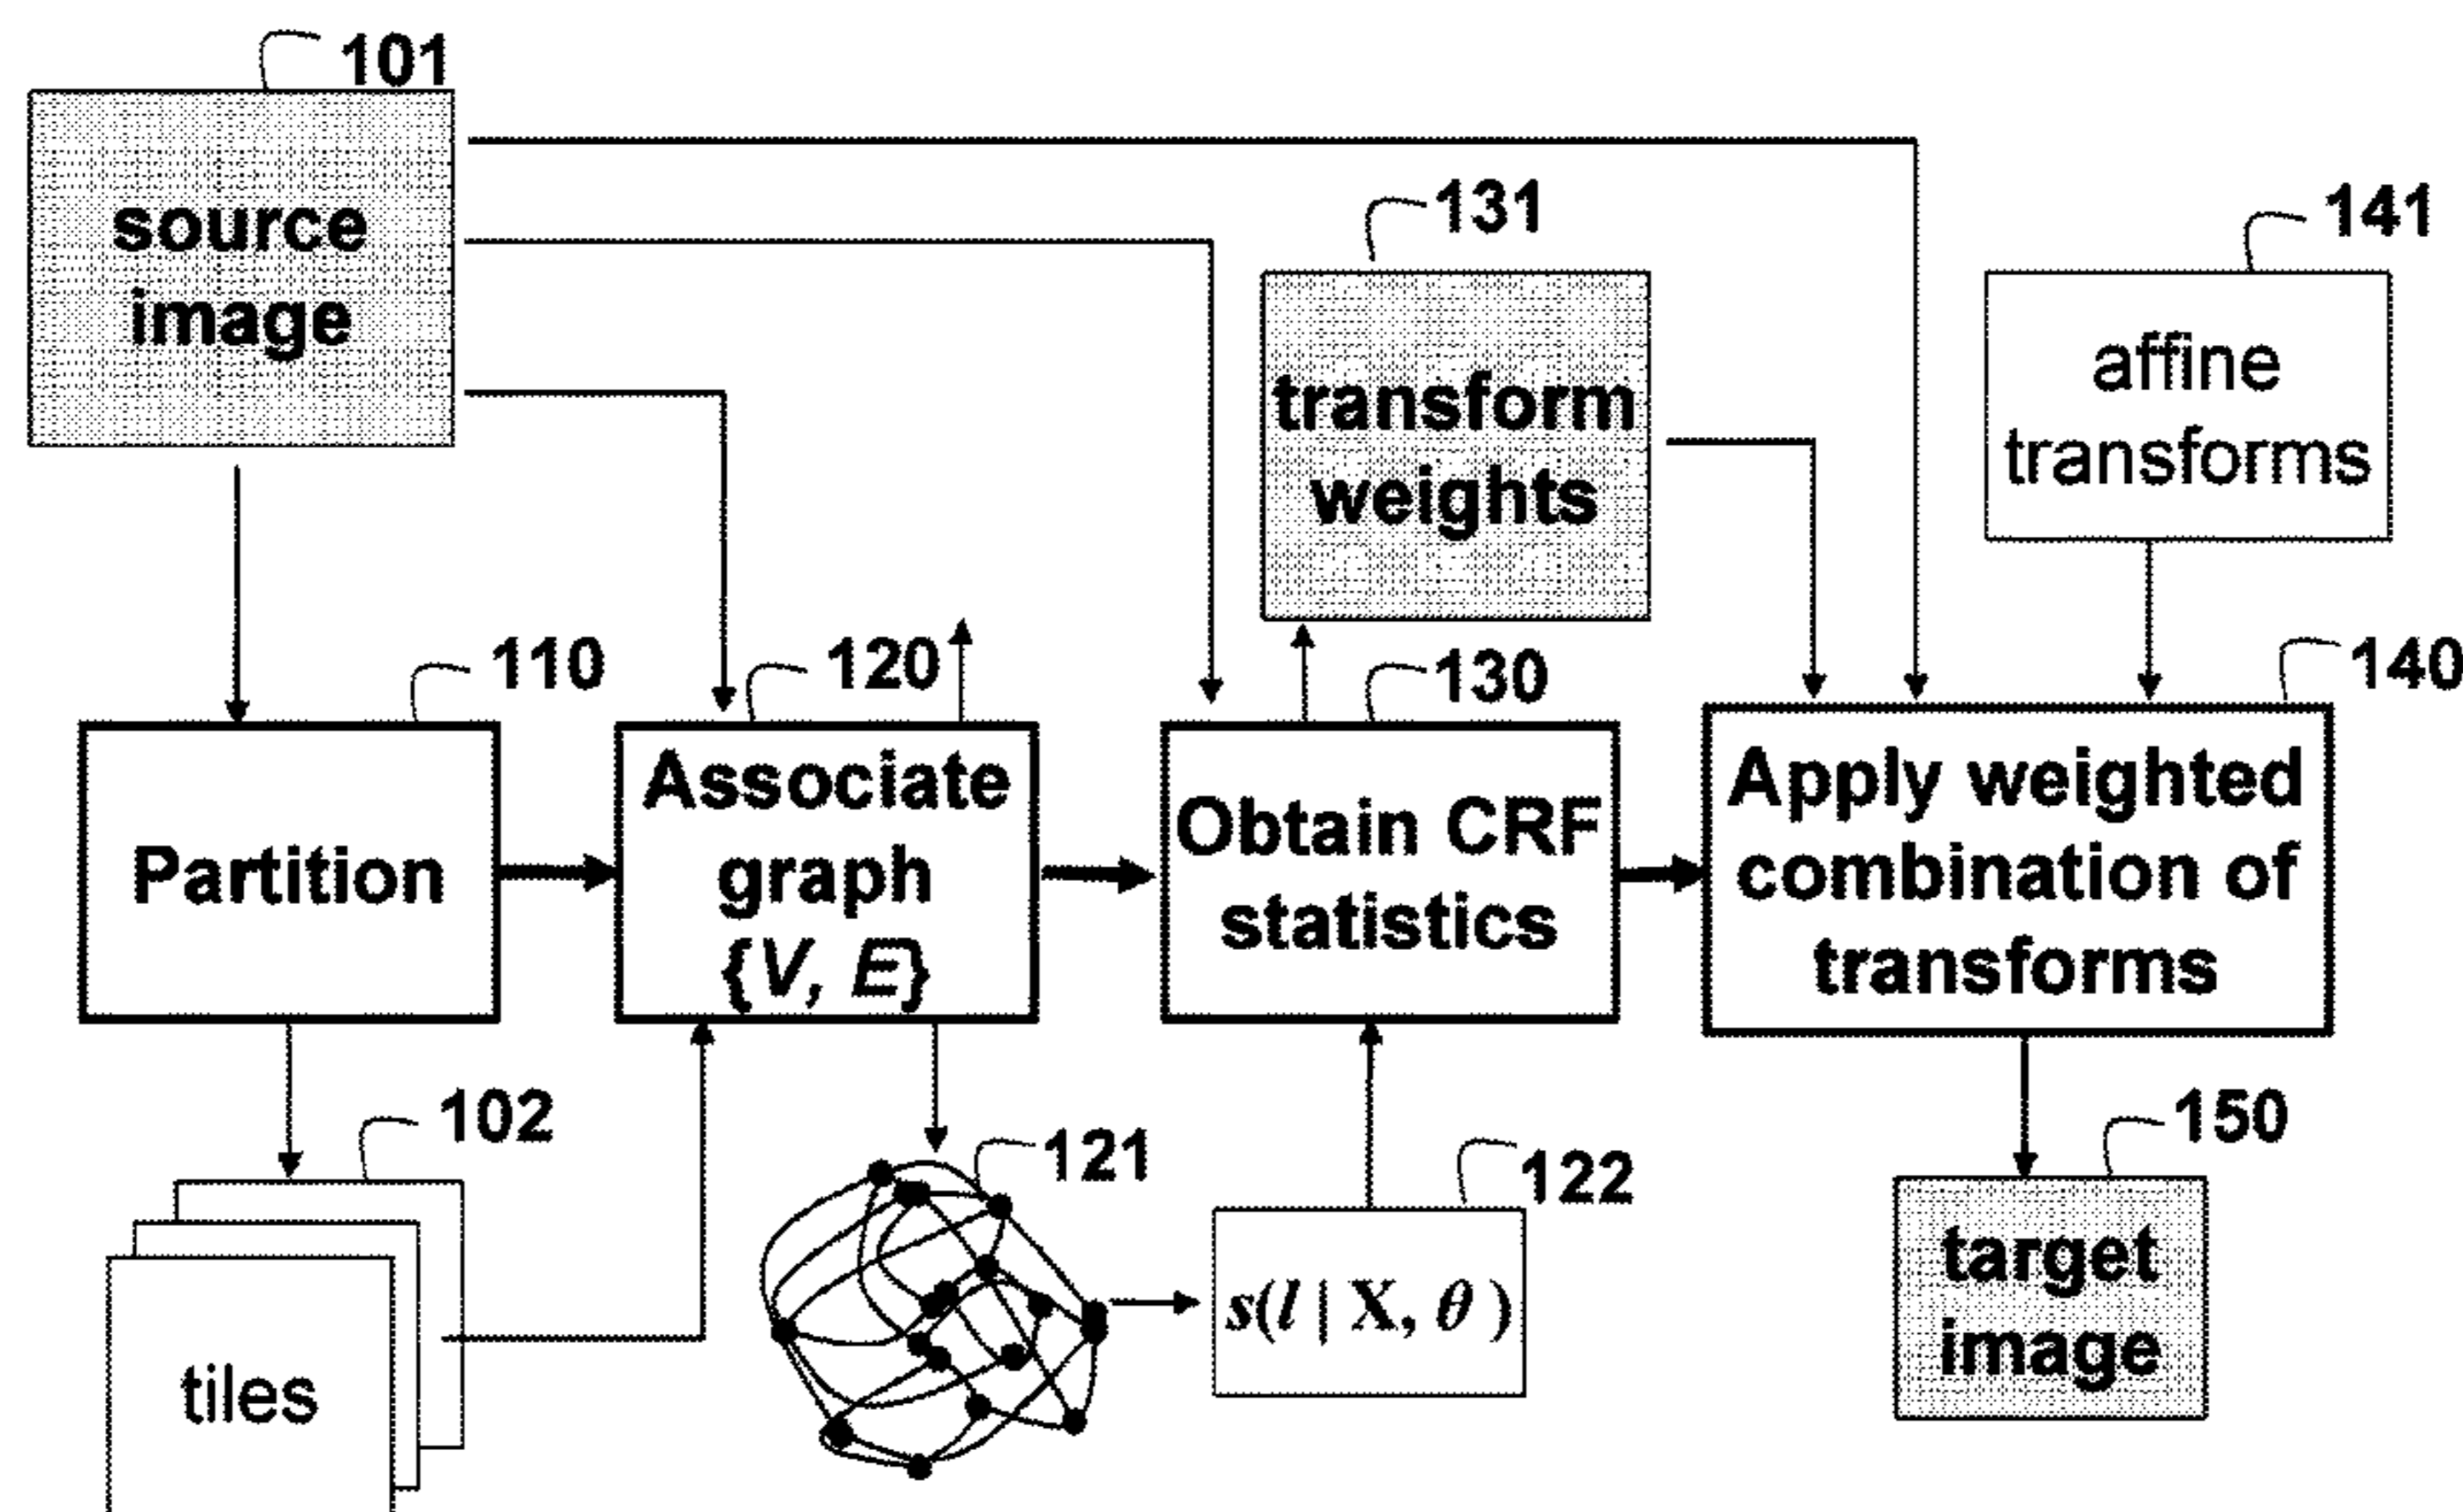 101
source
image
131
transform
weights
141
affine
transforms
110
Partition
120
Associate
graph
{V, E}
130
Obtain CRF
statistics
140
Apply weighted
combination of
transforms
102
tiles
121
122
s(l | X, θ )
150
target
image